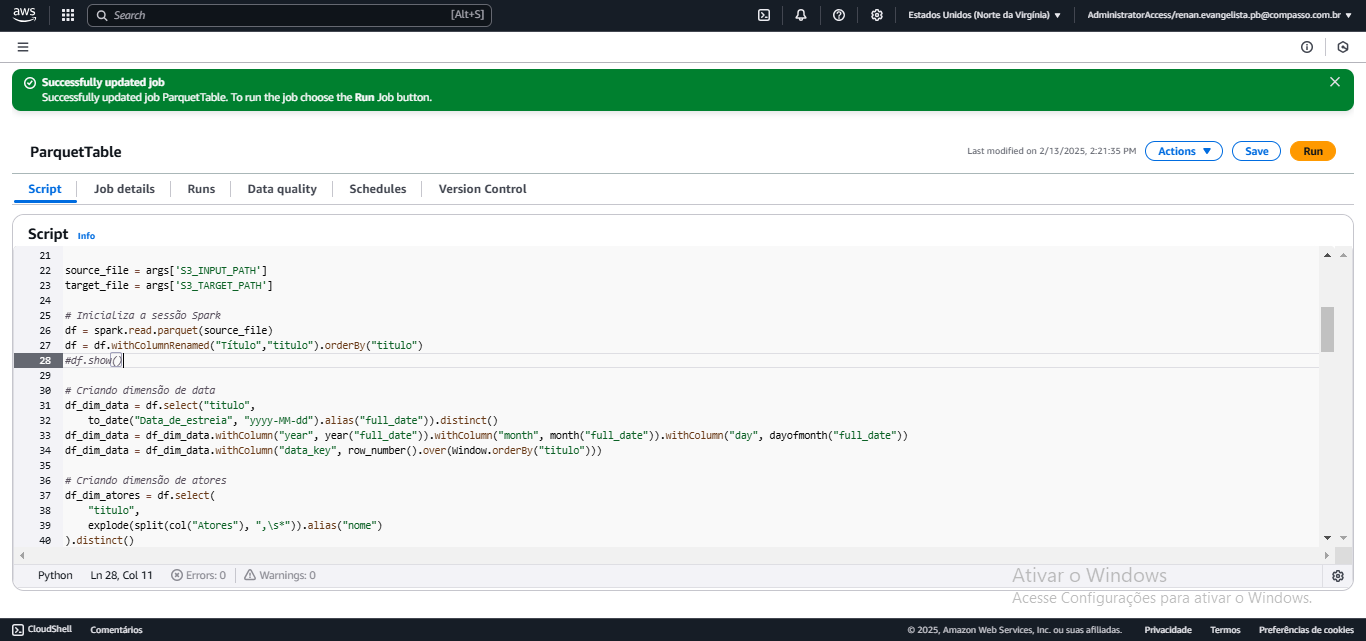 aws
Search [Alt+S]
Estados Unidos (Norte da Virgínia) ▼
AdministratorAccess/renan.evangelista.pb@compasso.com.br ▼
Successfully updated job
Successfully updated job ParquetTable. To run the job choose the Run Job button.
ParquetTable
Last modified on 2/13/2025, 2:21:35 PM
Actions ▼
Save
Run
Script
Job details
Runs
Data quality
Schedules
Version Control
Script Info
21
22 source_file = args['S3_INPUT_PATH']
23 target_file = args['S3_TARGET_PATH']
24
25 # Inicializa a sessão Spark
26 df = spark.read.parquet(source_file)
27 df = df.withColumnRenamed("Título","titulo").orderBy("titulo")
28 #df.show()
29
30 # Criando dimensão de data
31 df_dim_data = df.select("titulo",
32     to_date("Data_de_estreia", "yyyy-MM-dd").alias("full_date")).distinct()
33 df_dim_data = df_dim_data.withColumn("year", year("full_date")).withColumn("month", month("full_date")).withColumn("day", dayofmonth("full_date"))
34 df_dim_data = df_dim_data.withColumn("data_key", row_number().over(Window.orderBy("titulo")))
35
36 # Criando dimensão de atores
37 df_dim_atores = df.select(
38     "titulo",
39     explode(split(col("Atores"), ",\s*")).alias("nome")
40 ).distinct()
Python Ln 28, Col 11 Errors: 0 Warnings: 0
Ativar o Windows
Acesse Configurações para ativar o Windows.
CloudShell
Comentários
© 2025, Amazon Web Services, Inc. ou suas afiliadas.
Privacidade
Termos
Preferências de cookies